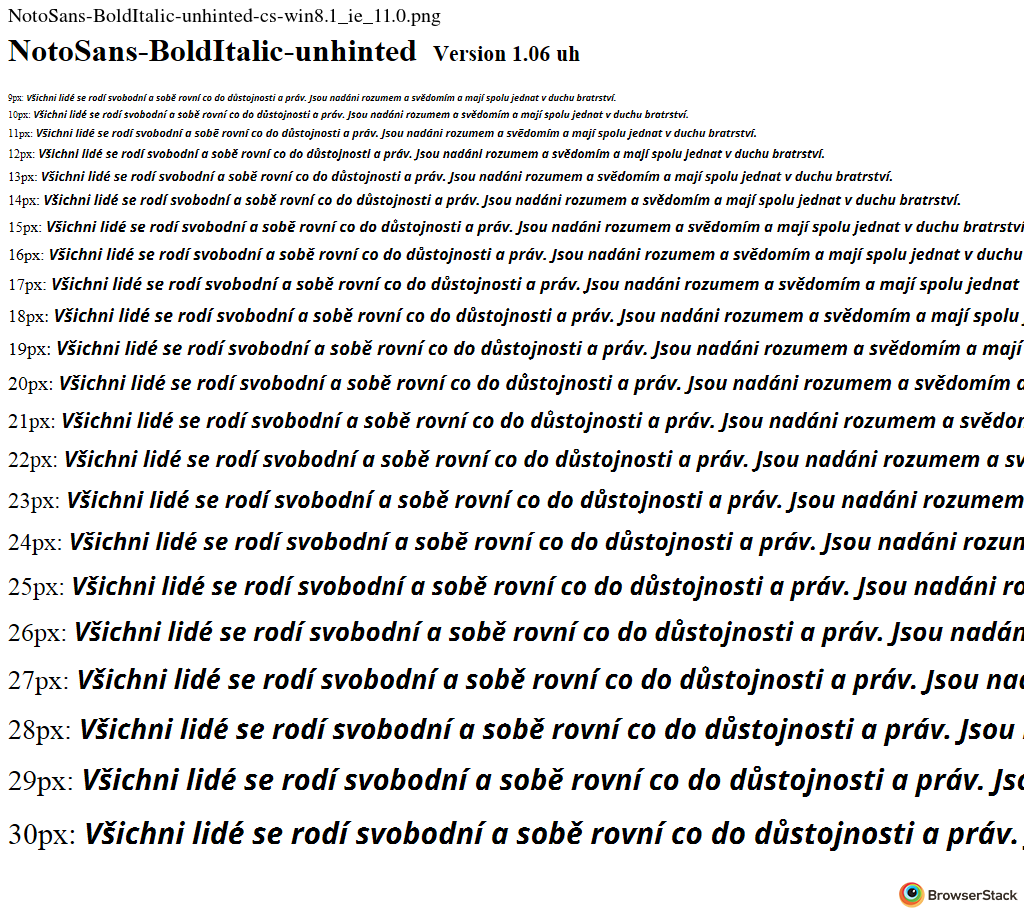 NotoSans-BoldItalic-unhinted-cs-win8.1_ie_11.0.png
NotoSans-BoldItalic-unhinted Version 1.06 uh
9px: Všichni lidé se rodí svobodní a sobě rovní co do důstojnosti a práv. Jsou nadáni rozumem a svědomím a mají spolu jednat v duchu bratrství.
10px: Všichni lidé se rodí svobodní a sobě rovní co do důstojnosti a práv. Jsou nadáni rozumem a svědomím a mají spolu jednat v duchu bratrství.
11px: Všichni lidé se rodí svobodní a sobě rovní co do důstojnosti a práv. Jsou nadáni rozumem a svědomím a mají spolu jednat v duchu bratrství.
12px: Všichni lidé se rodí svobodní a sobě rovní co do důstojnosti a práv. Jsou nadáni rozumem a svědomím a mají spolu jednat v duchu bratrství.
13px: Všichni lidé se rodí svobodní a sobě rovní co do důstojnosti a práv. Jsou nadáni rozumem a svědomím a mají spolu jednat v duchu bratrství.
14px: Všichni lidé se rodí svobodní a sobě rovní co do důstojnosti a práv. Jsou nadáni rozumem a svědomím a mají spolu jednat v duchu bratrství.
15px: Všichni lidé se rodí svobodní a sobě rovní co do důstojnosti a práv. Jsou nadáni rozumem a svědomím a mají spolu jednat v duchu bratrství
16px: Všichni lidé se rodí svobodní a sobě rovní co do důstojnosti a práv. Jsou nadáni rozumem a svědomím a mají spolu jednat v duchu
17px: Všichni lidé se rodí svobodní a sobě rovní co do důstojnosti a práv. Jsou nadáni rozumem a svědomím a mají spolu jednat
18px: Všichni lidé se rodí svobodní a sobě rovní co do důstojnosti a práv. Jsou nadáni rozumem a svědomím a mají spolu
19px: Všichni lidé se rodí svobodní a sobě rovní co do důstojnosti a práv. Jsou nadáni rozumem a svědomím a mají
20px: Všichni lidé se rodí svobodní a sobě rovní co do důstojnosti a práv. Jsou nadáni rozumem a svědomím a
21px: Všichni lidé se rodí svobodní a sobě rovní co do důstojnosti a práv. Jsou nadáni rozumem a svědom
22px: Všichni lidé se rodí svobodní a sobě rovní co do důstojnosti a práv. Jsou nadáni rozumem a sv
23px: Všichni lidé se rodí svobodní a sobě rovní co do důstojnosti a práv. Jsou nadáni rozumem
24px: Všichni lidé se rodí svobodní a sobě rovní co do důstojnosti a práv. Jsou nadáni rozum
25px: Všichni lidé se rodí svobodní a sobě rovní co do důstojnosti a práv. Jsou nadáni ro
26px: Všichni lidé se rodí svobodní a sobě rovní co do důstojnosti a práv. Jsou nadán
27px: Všichni lidé se rodí svobodní a sobě rovní co do důstojnosti a práv. Jsou na
28px: Všichni lidé se rodí svobodní a sobě rovní co do důstojnosti a práv. Jsou
29px: Všichni lidé se rodí svobodní a sobě rovní co do důstojnosti a práv. Jso
30px: Všichni lidé se rodí svobodní a sobě rovní co do důstojnosti a práv.
BrowserStack